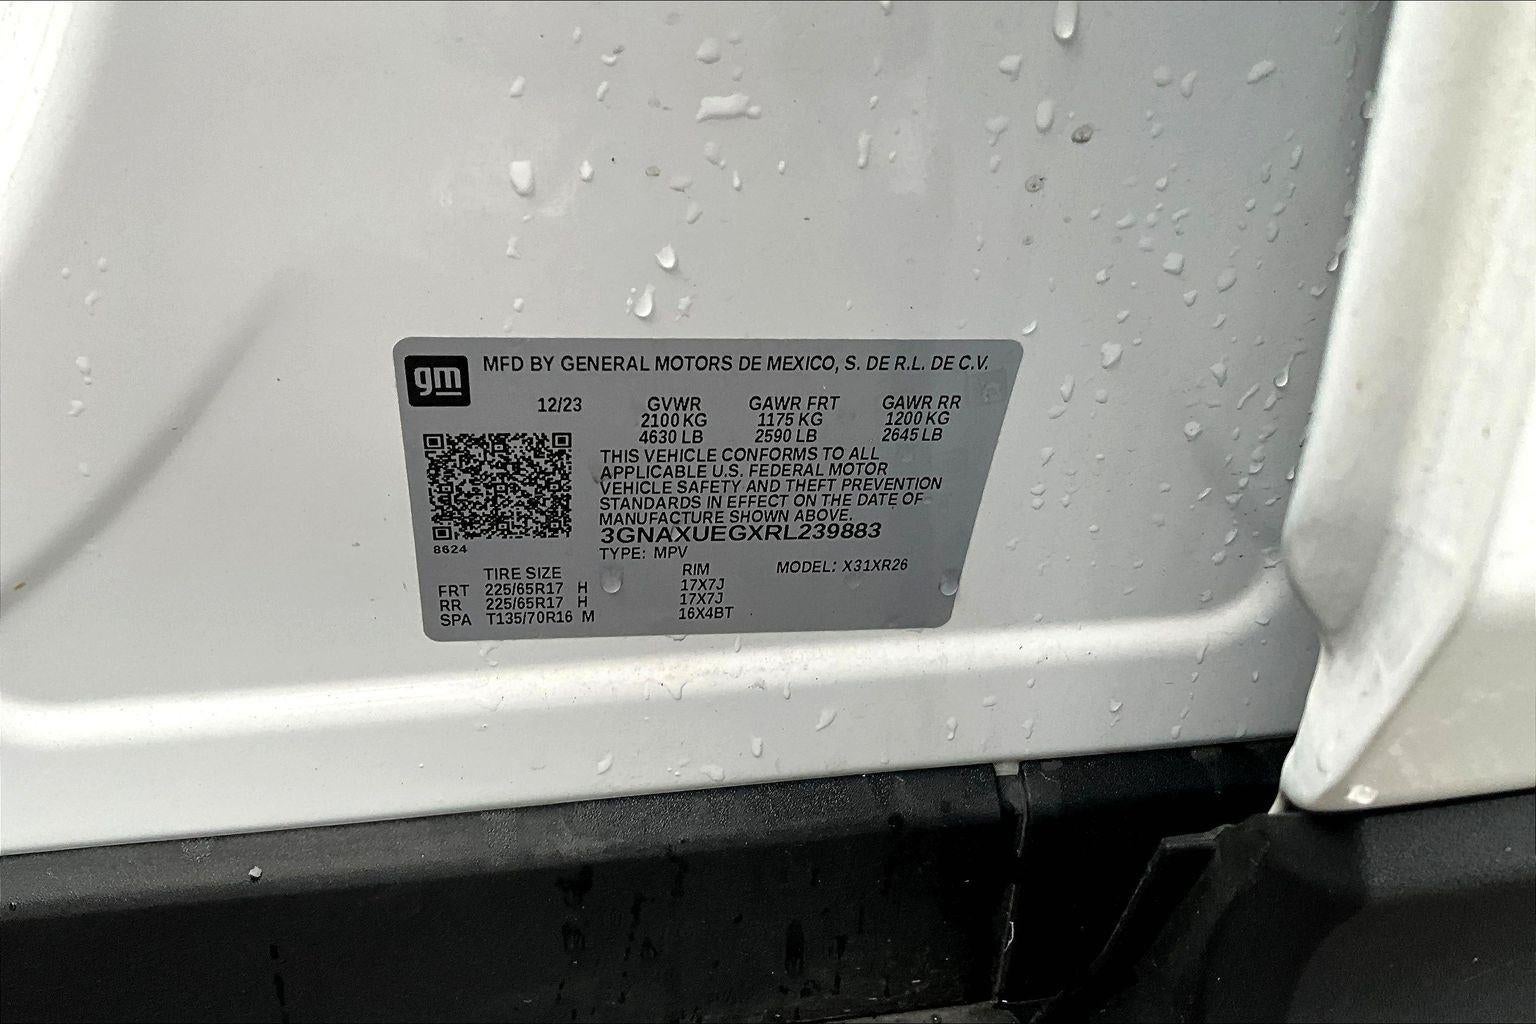 gm MFD BY GENERAL MOTORS DE MEXICO, S. DE R.L. DE C.V.
12/23 GVWR GAWR FRT GAWR RR
2100 KG 1175 KG 1200 KG
4630 LB 2590 LB 2645 LB
THIS VEHICLE CONFORMS TO ALL
APPLICABLE U.S. FEDERAL MOTOR
VEHICLE SAFETY AND THEFT PREVENTION
STANDARDS IN EFFECT ON THE DATE OF
MANUFACTURE SHOWN ABOVE.
3GNAXUEGXRL239883
8624
TYPE: MPV
TIRE SIZE RIM MODEL: X31XR26
FRT 225/65R17 H 17X7J
RR 225/65R17 H 17X7J
SPA T135/70R16 M 16X4BT